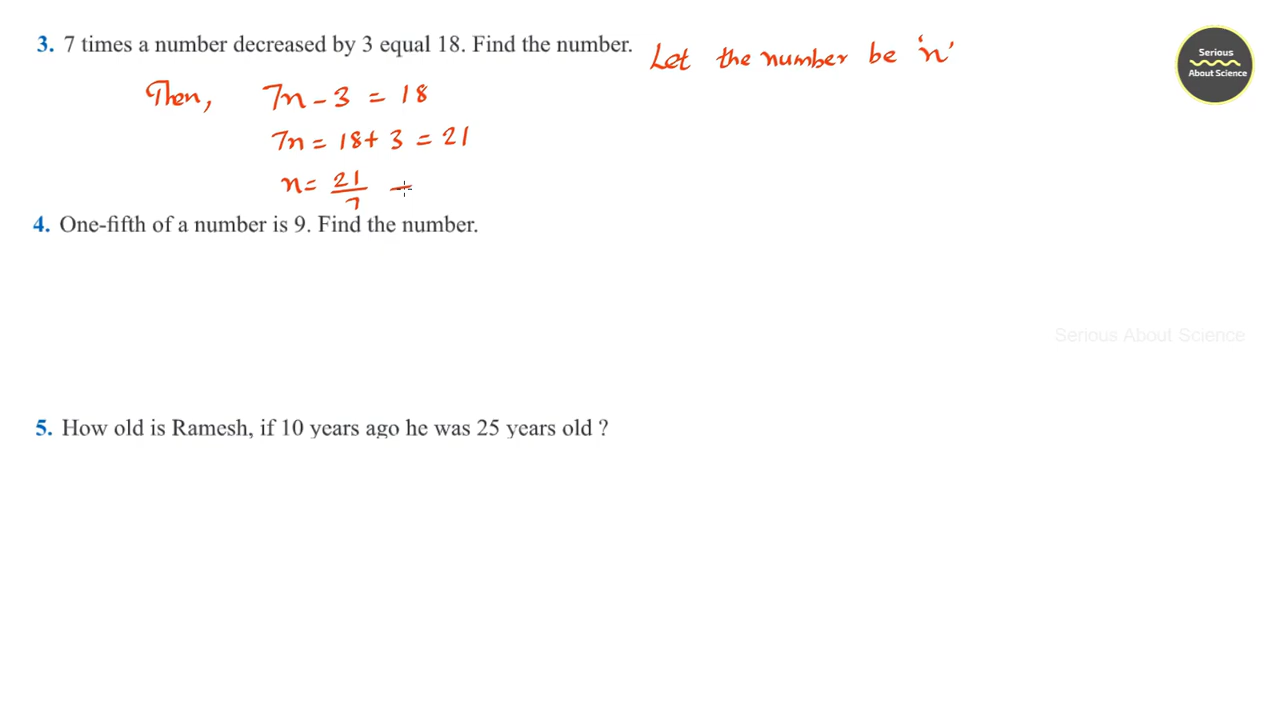 3. 7 times a number decreased by 3 equal 18. Find the number. Let the number be 'n'
Serious
About Science
Then, 7n - 3 = 18
7n = 18 + 3 = 21
n = 21/7
4. One-fifth of a number is 9. Find the number.
Serious About Science
5. How old is Ramesh, if 10 years ago he was 25 years old ?